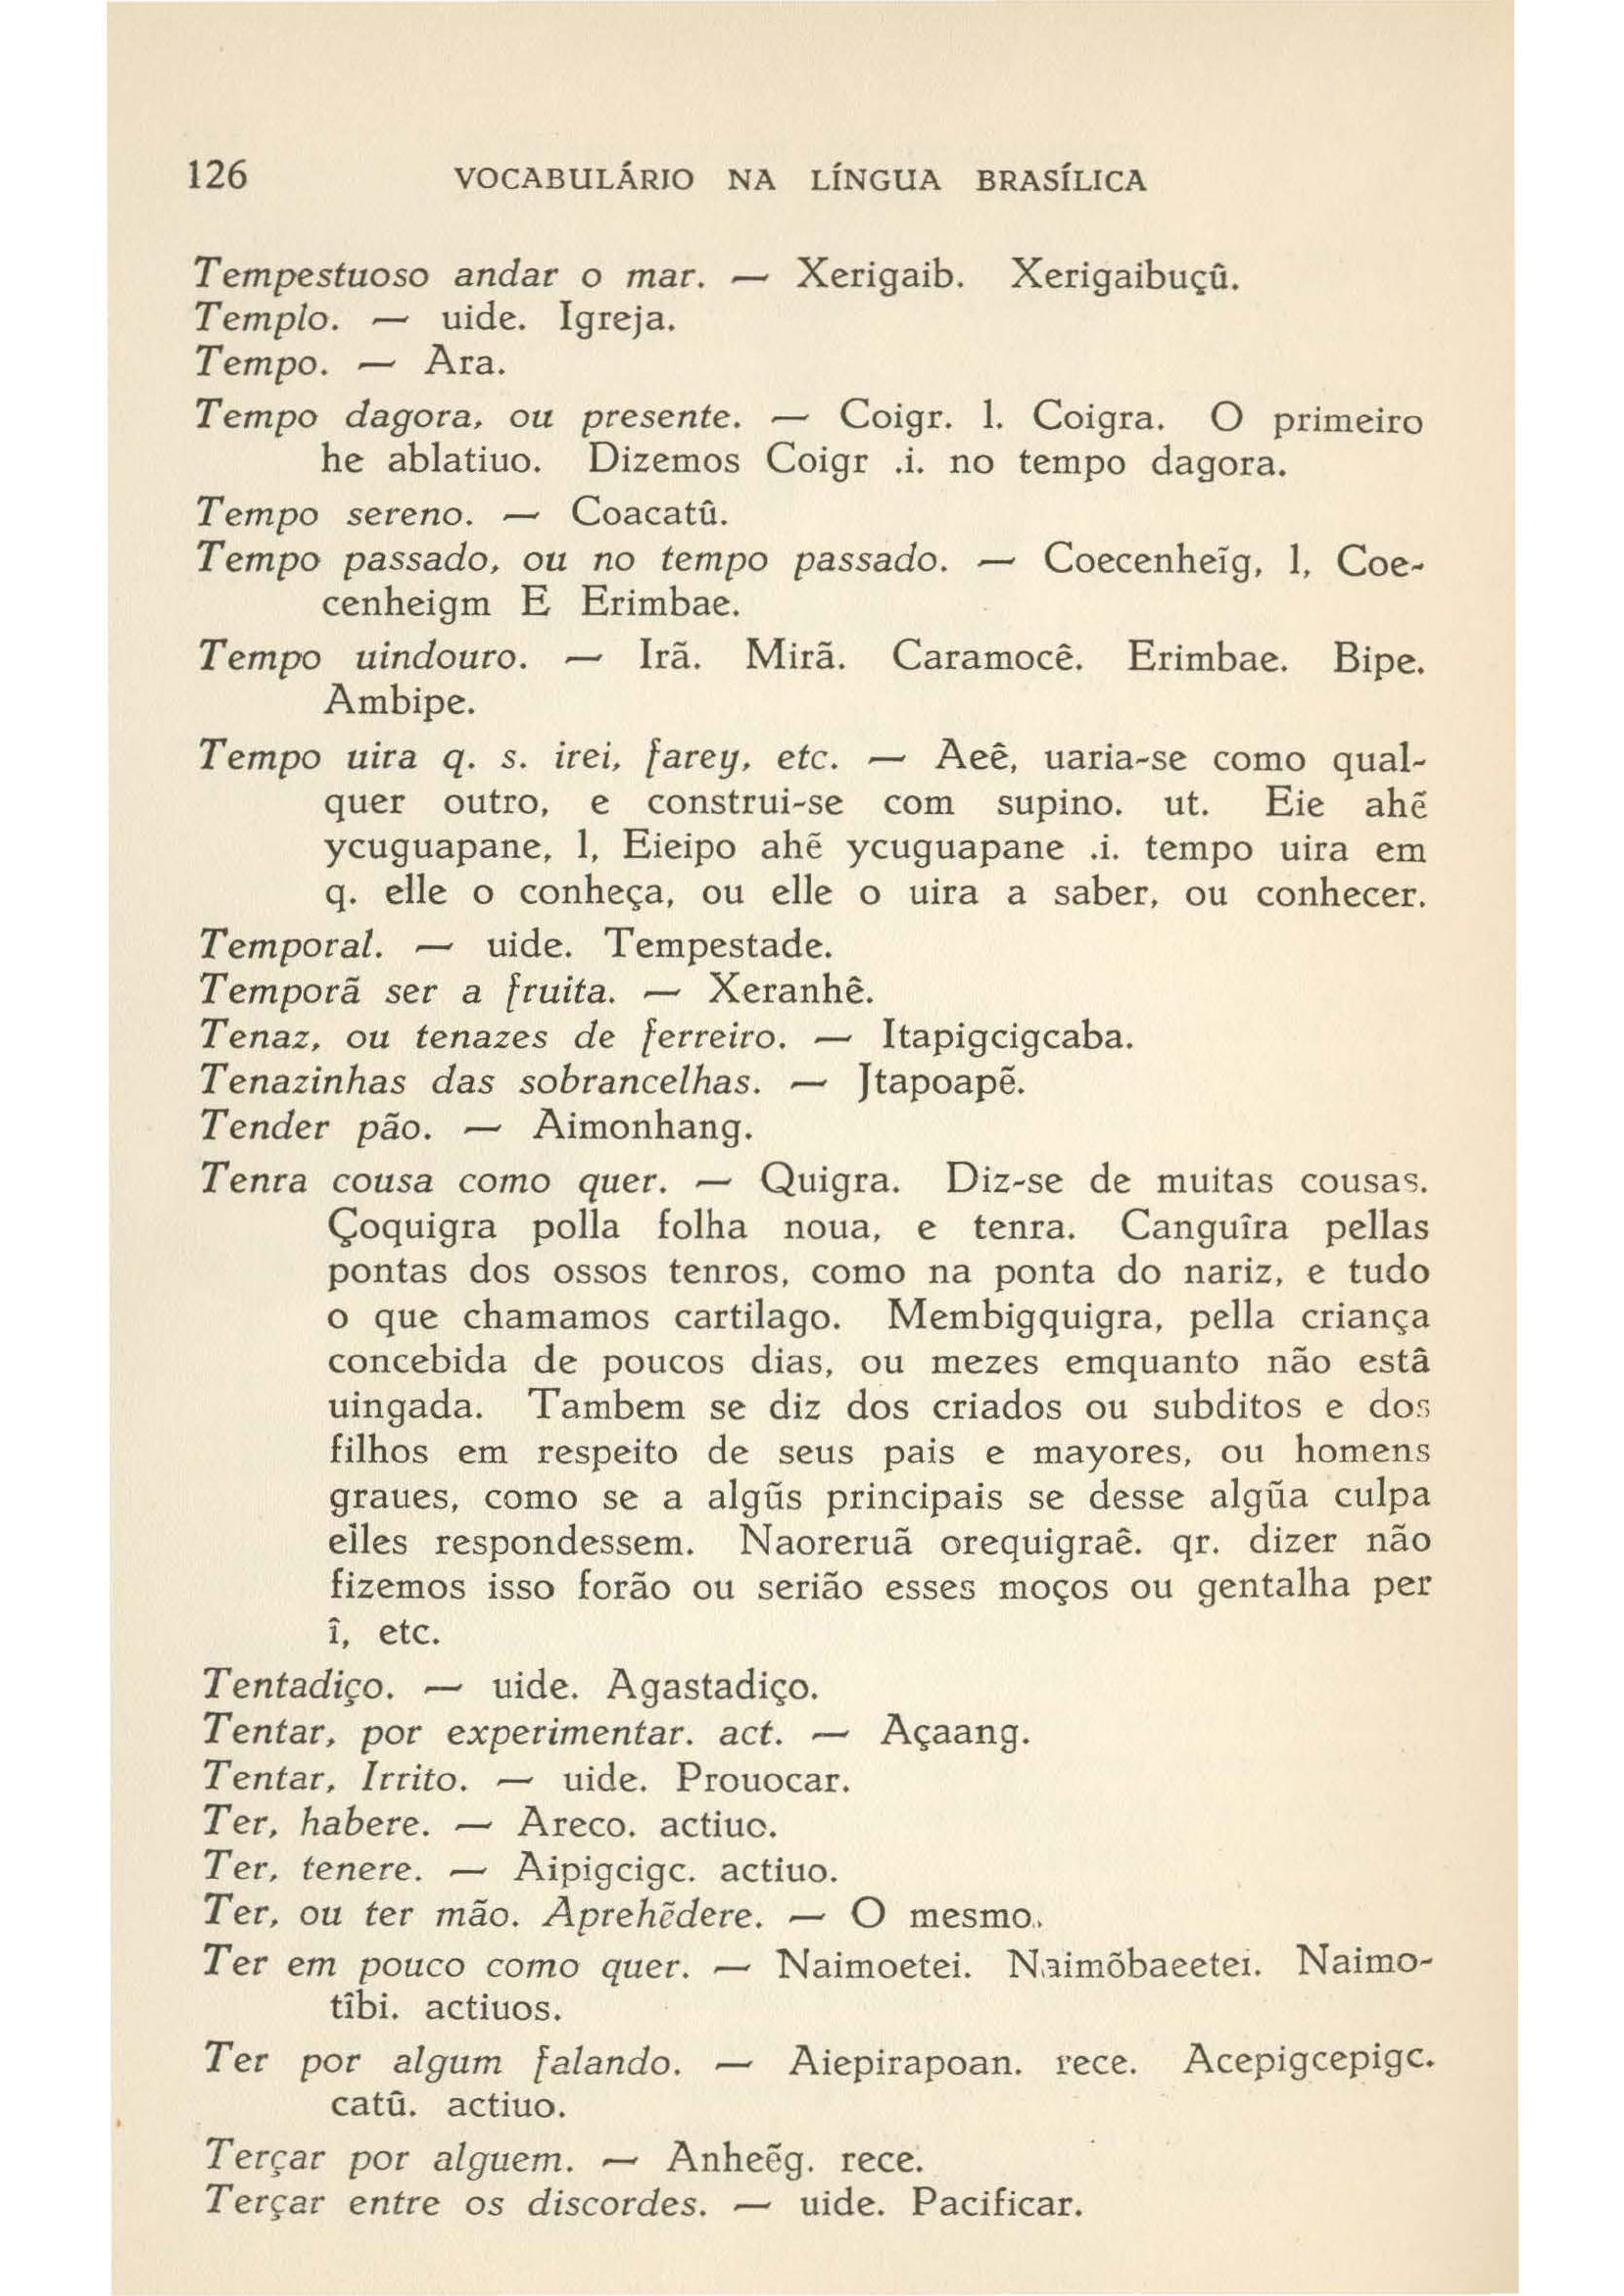 126 VOCABULÁRIO NA LÍNGUA BRASÍLICA
Tempestuoso andar o mar. — Xerigaib. Xerigaibuçû.
Templo. — uide. Igreja.
Tempo. — Ara.
Tempo dagora, ou presente. — Coigr. l. Coigra. O primeiro
he ablatiuo. Dizemos Coigr .i. no tempo dagora.
Tempo sereno. — Coacatû.
Tempo passado, ou no tempo passado. — Coecenheĩg, l, Coe-
cenheigm E Erimbae.
Tempo uindouro. — Irã. Mirã. Caramocê. Erimbae. Bipe.
Ambipe.
Tempo uira q. s. irei, farey, etc. — Aeê, uaria-se como qual-
quer outro, e construi-se com supino. ut. Eie ahẽ
ycuguapane, l, Eieipo ahẽ ycuguapane .i. tempo uira em
q. elle o conheça, ou elle o uira a saber, ou conhecer.
Temporal. — uide. Tempestade.
Temporã ser a fruita. — Xeranhê.
Tenaz, ou tenazes de ferreiro. — Itapigcigcaba.
Tenazinhas das sobrancelhas. — Jtapoapẽ.
Tender pão. — Aimonhang.
Tenra cousa como quer. — Quigra. Diz-se de muitas cousas.
Çoquigra polla folha noua, e tenra. Canguîra pellas
pontas dos ossos tenros, como na ponta do nariz, e tudo
o que chamamos cartilago. Membigquigra, pella criança
concebida de poucos dias, ou mezes emquanto não estâ
uingada. Tambem se diz dos criados ou subditos e dos
filhos em respeito de seus pais e mayores, ou homens
graues, como se a algũs principais se desse algũa culpa
elles respondessem. Naoreruã orequigraê. qr. dizer não
fizemos isso forão ou serião esses moços ou gentalha per
î, etc.
Tentadiço. — uide. Agastadiço.
Tentar, por experimentar. act. — Açaang.
Tentar, Irrito. — uide. Prouocar.
Ter, habere. — Areco. actiuo.
Ter, tenere. — Aipigcigc. actiuo.
Ter, ou ter mão. Aprehẽdere. — O mesmo.
Ter em pouco como quer. — Naimoetei. Naimõbaeetei. Naimo-
tîbi. actiuos.
Ter por algum falando. — Aiepirapoan. rece. Acepigcepigc.
catû. actiuo.
Terçar por alguem. — Anheẽg. rece.
Terçar entre os discordes. — uide. Pacificar.